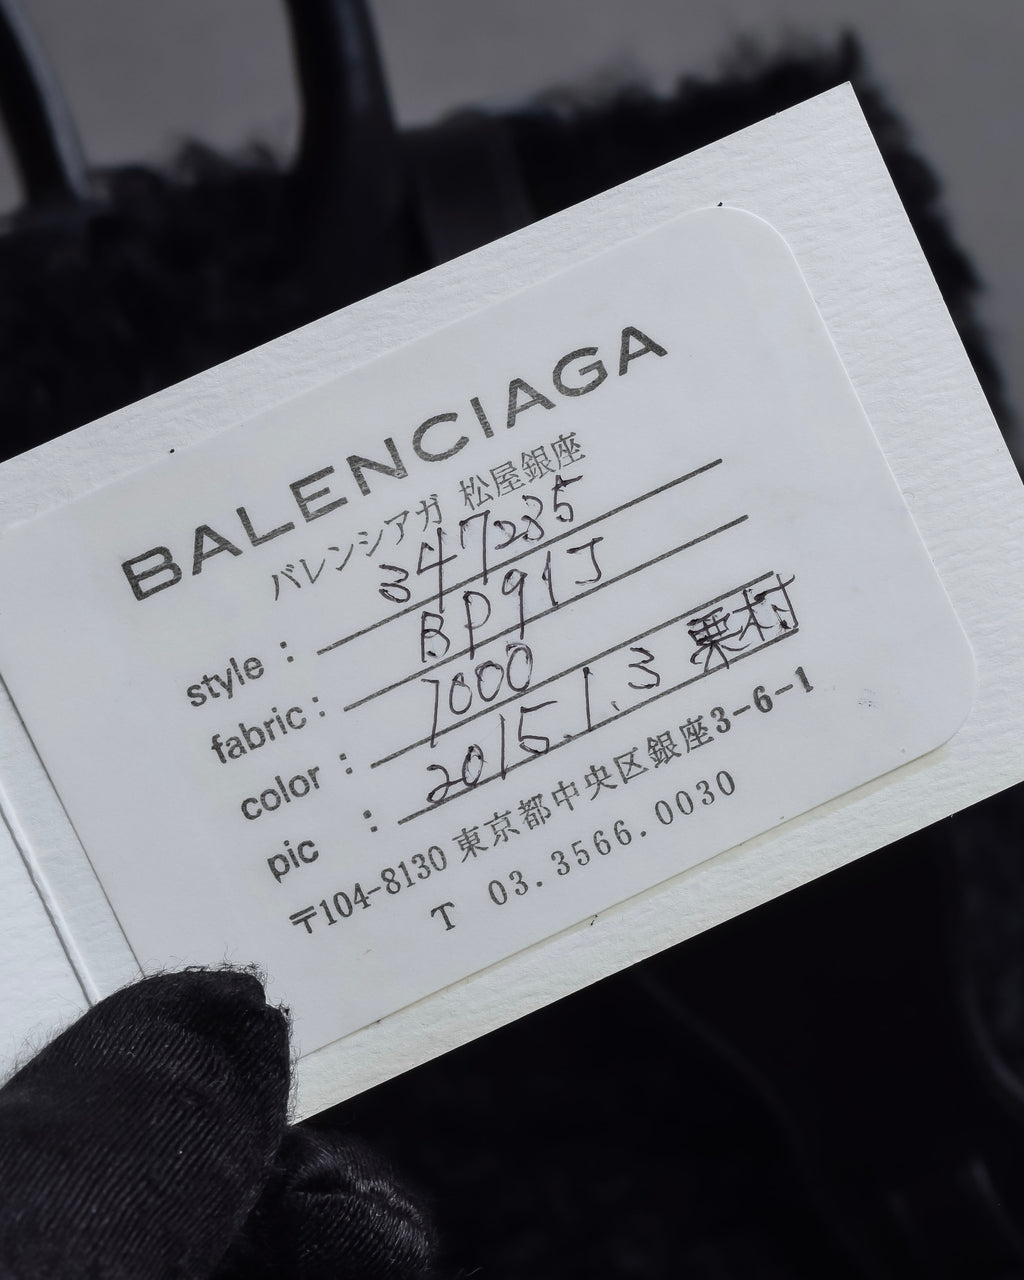 BALENCIAGA
バレンシアガ 松屋銀座
style : 347235
fabric : BP91J
color : 1000
pic : 2015.1.3 栗村
〒104-8130 東京都中央区銀座3-6-1
T 03.3566.0030